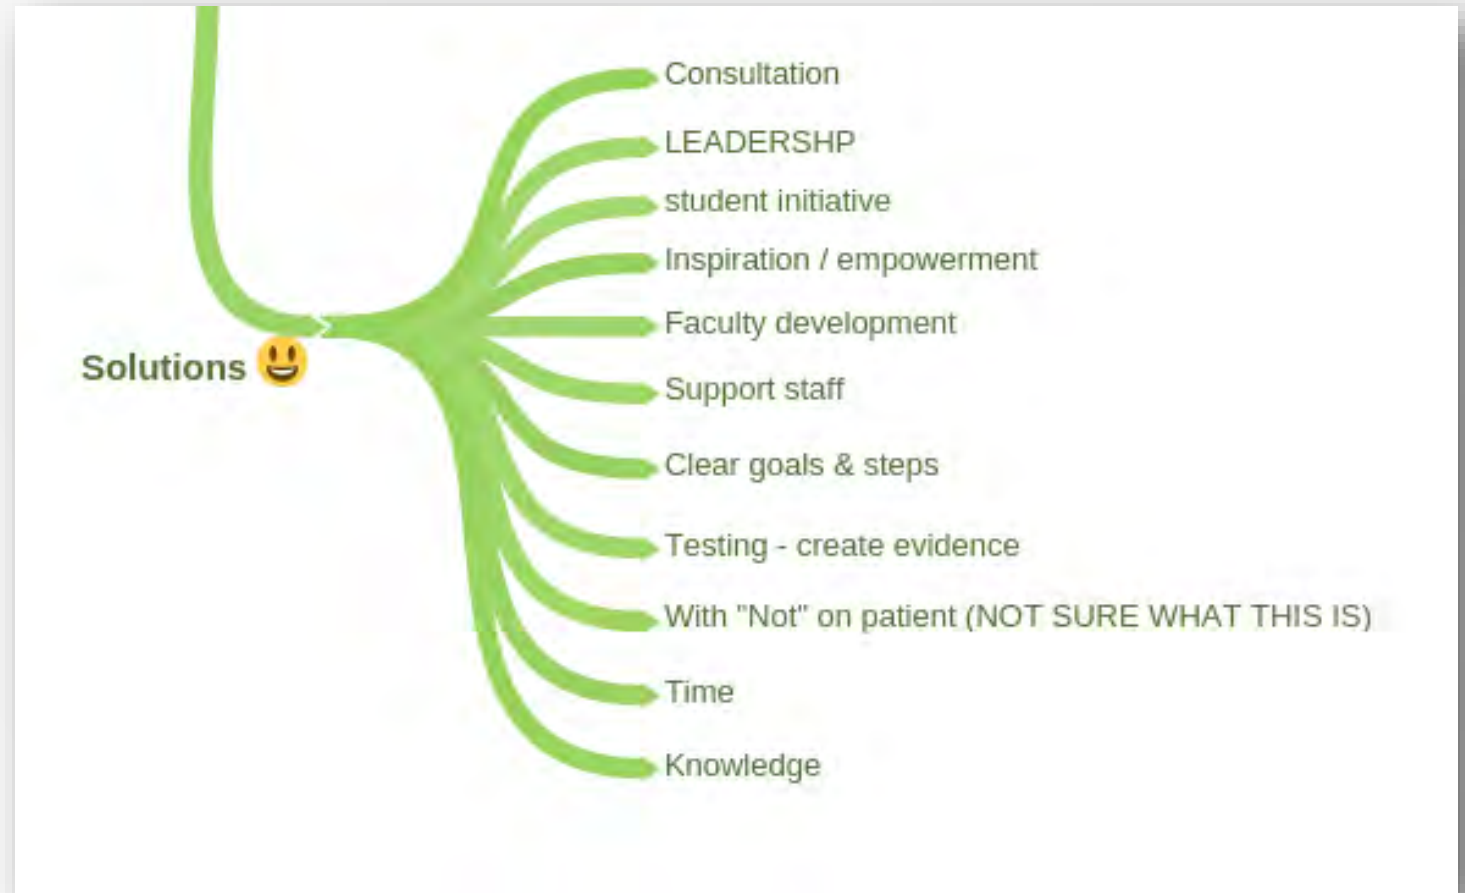 Consultation
LEADERSHP
student initiative
Inspiration / empowerment
Faculty development
Solutions 😃
Support staff
Clear goals & steps
Testing - create evidence
With "Not" on patient (NOT SURE WHAT THIS IS)
Time
Knowledge